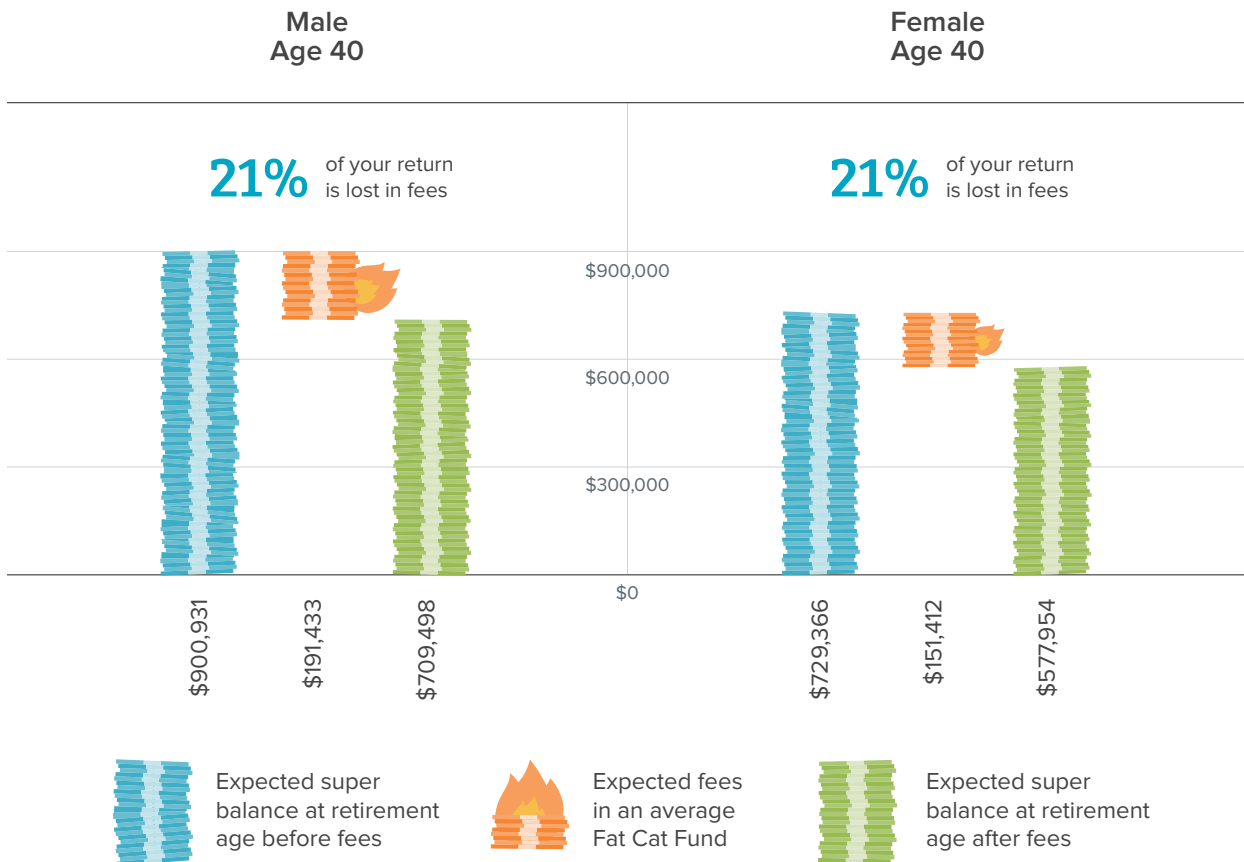 Male
Age 40
Female
Age 40
21%
of your return
is lost in fees
21%
of your return
is lost in fees
$900,000
$600,000
$300,000
$0
$900,931
$191,433
$709,498
$729,366
$151,412
$577,954
Expected super
balance at retirement
age before fees
Expected fees
in an average
Fat Cat Fund
Expected super
balance at retirement
age after fees